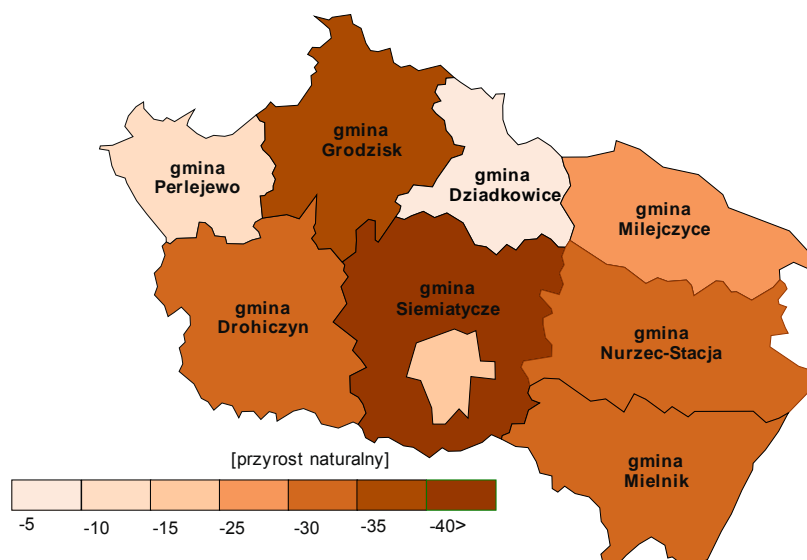 gmina
Grodzisk
gmina
Perlejewo
gmina
Dziadkowice
gmina
Milejczyce
gmina
Drohiczyn
gmina
Siemiatycze
gmina
Nurzec-Stacja
gmina
Mielnik
[przyrost naturalny]
-5 -10 -15 -25 -30 -35 -40>